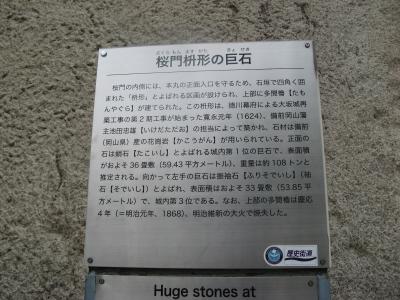 さくら もん ます がた　きょ せき
桜門枡形の巨石
桜門の内側には、本丸の正面入口を守るため、石垣で四角く囲
まれた「枡形」とよばれる区画が設けられ、上部に多聞櫓【たも
んやぐら】が建てられた。この枡形は、徳川幕府による大坂城再
築工事の第2期工事が始まった寛永元年（1624）、備前岡山藩
主池田忠雄【いけだただお】の担当によって築かれ、石材は備前
（岡山県）産の花崗岩【かこうがん】が用いられている。正面の
巨石は蛸石【たこいし】とよばれる城内第1位の巨石で、表面積
がおよそ36畳敷（59.43平方メートル）、重量は約108トンと
推定される。向かって左手の巨石は振袖石【ふりそでいし】（袖
石【そでいし】）とよばれ、表面積はおよそ33畳敷（53.85平
方メートル）で、城内第3位である。なお、上部の多聞櫓は慶応
4年（＝明治元年、1868）、明治維新の大火で焼失した。
歴史街道
Huge stones at